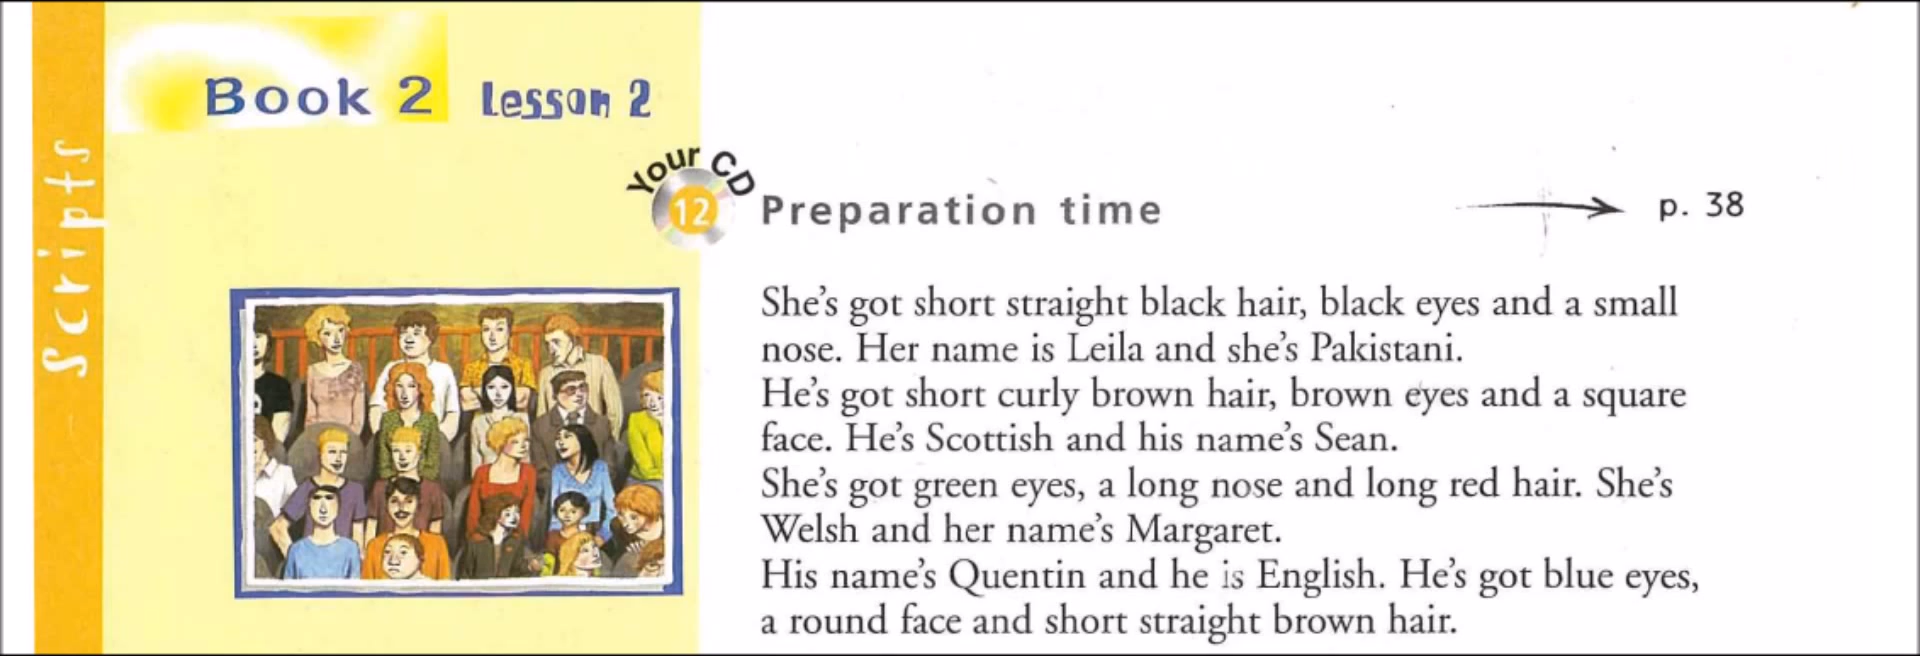 Scripts
Book 2 Lesson 2
Your CD
12 Preparation time p. 38
She's got short straight black hair, black eyes and a small
nose. Her name is Leila and she's Pakistani.
He's got short curly brown hair, brown eyes and a square
face. He's Scottish and his name's Sean.
She's got green eyes, a long nose and long red hair. She's
Welsh and her name's Margaret.
His name's Quentin and he is English. He's got blue eyes,
a round face and short straight brown hair.